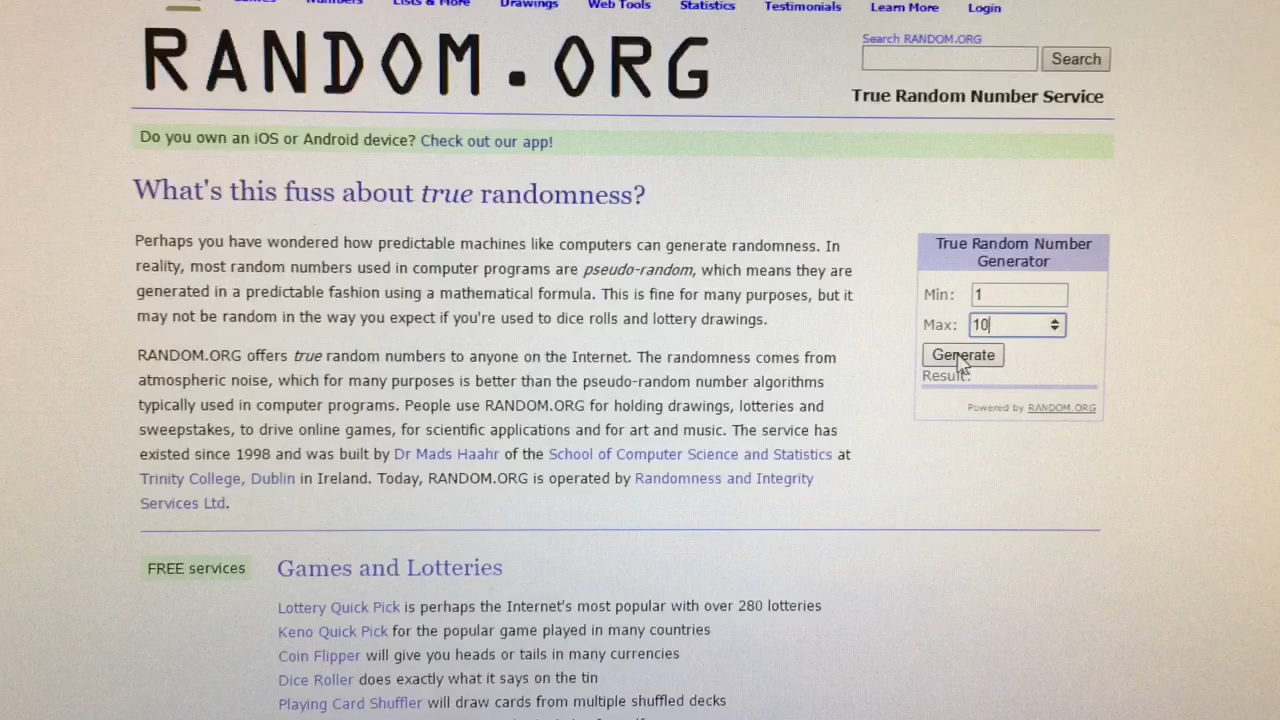 Games Numbers Lists & More Drawings Web Tools Statistics Testimonials Learn More Login
RANDOM.ORG
Search RANDOM.ORG
Search
True Random Number Service
Do you own an iOS or Android device? Check out our app!
What's this fuss about true randomness?
Perhaps you have wondered how predictable machines like computers can generate randomness. In
reality, most random numbers used in computer programs are pseudo-random, which means they are
generated in a predictable fashion using a mathematical formula. This is fine for many purposes, but it
may not be random in the way you expect if you're used to dice rolls and lottery drawings.
RANDOM.ORG offers true random numbers to anyone on the Internet. The randomness comes from
atmospheric noise, which for many purposes is better than the pseudo-random number algorithms
typically used in computer programs. People use RANDOM.ORG for holding drawings, lotteries and
sweepstakes, to drive online games, for scientific applications and for art and music. The service has
existed since 1998 and was built by Dr Mads Haahr of the School of Computer Science and Statistics at
Trinity College, Dublin in Ireland. Today, RANDOM.ORG is operated by Randomness and Integrity
Services Ltd.
True Random Number
Generator
Min: 1
Max: 10
Generate
Result:
Powered by RANDOM.ORG
FREE services
Games and Lotteries
Lottery Quick Pick is perhaps the Internet's most popular with over 280 lotteries
Keno Quick Pick for the popular game played in many countries
Coin Flipper will give you heads or tails in many currencies
Dice Roller does exactly what it says on the tin
Playing Card Shuffler will draw cards from multiple shuffled decks